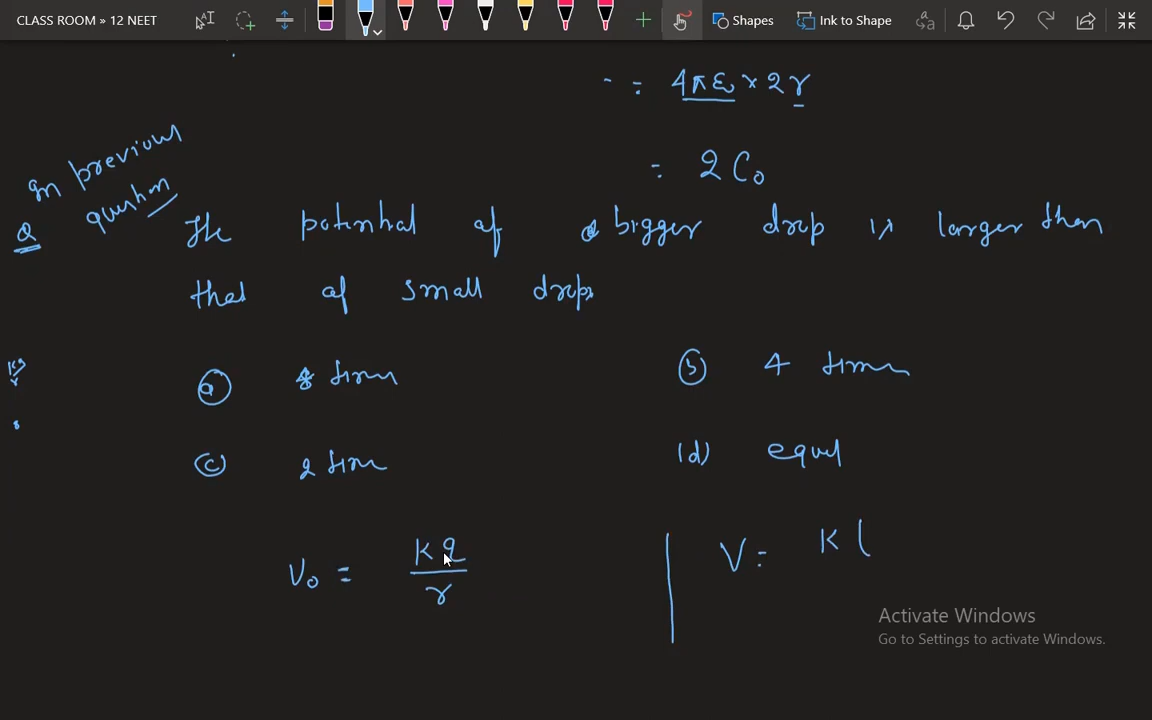 CLASS ROOM » 12 NEET
Shapes
Ink to Shape
= 4πε₀ × 2r
= 2C₀
In previous
question
Q The potential of a bigger drop is larger than
that of small drops
(a) 8 times
(b) 4 times
(c) 2 time
(d) equal
V₀ = Kq/r
V = K(
Activate Windows
Go to Settings to activate Windows.